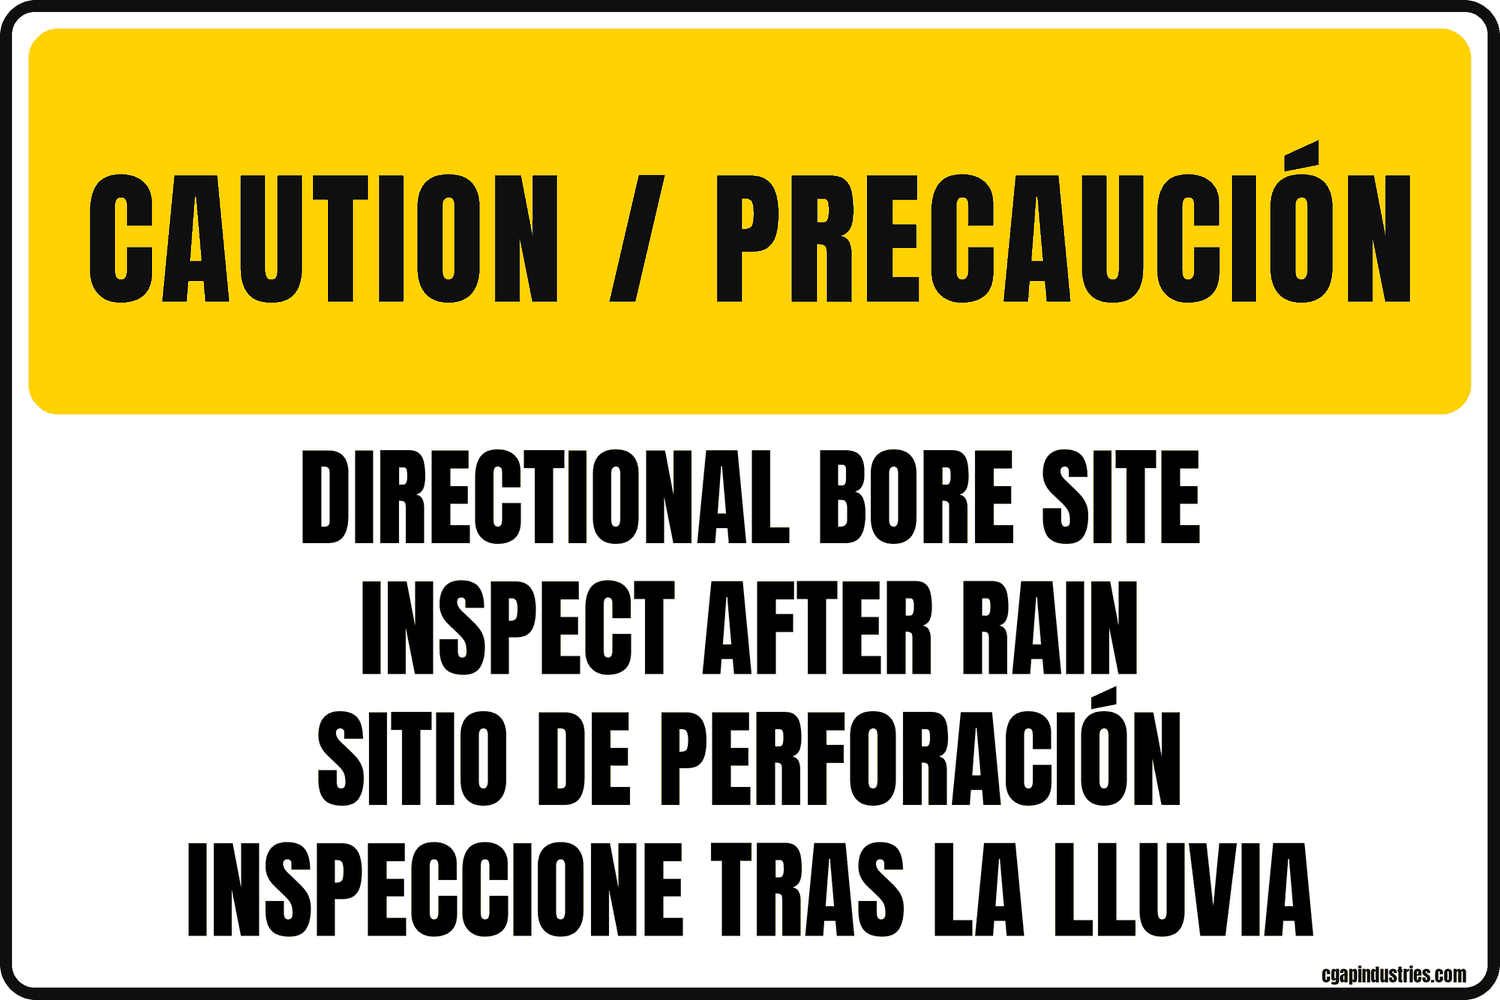 CAUTION / PRECAUCIÓN
DIRECTIONAL BORE SITE
INSPECT AFTER RAIN
SITIO DE PERFORACIÓN
INSPECCIONE TRAS LA LLUVIA
cgapindustries.com